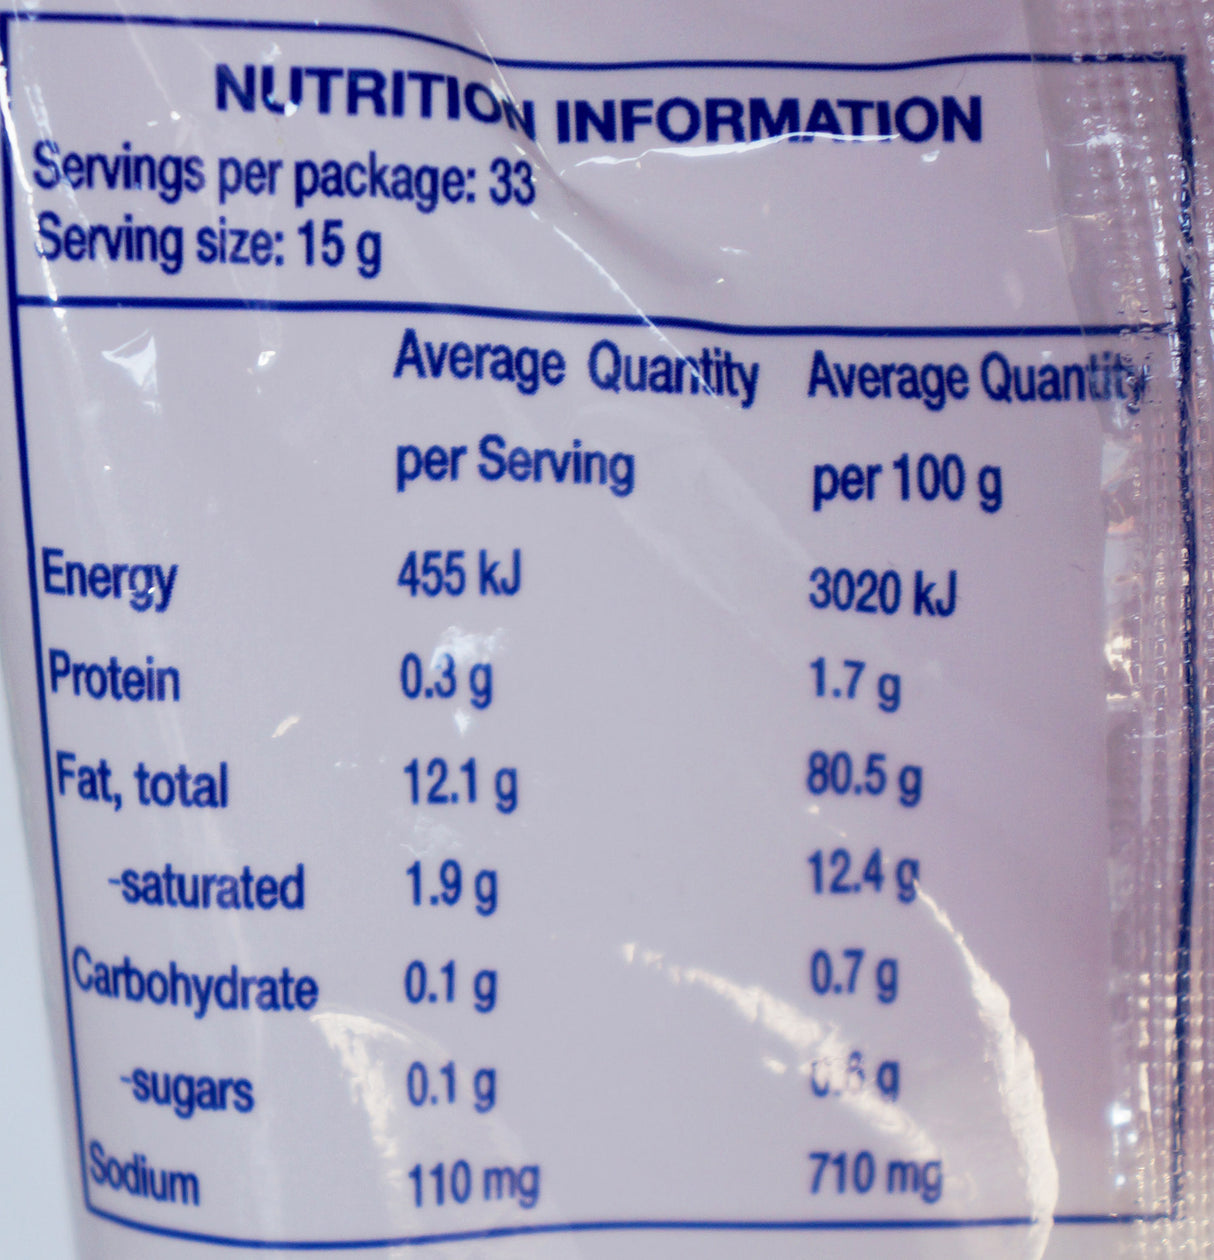 NUTRITION INFORMATION
Servings per package: 33
Serving size: 15 g
Average Quantity Average Quantity
per Serving per 100 g
Energy 455 kJ 3020 kJ
Protein 0.3 g 1.7 g
Fat, total 12.1 g 80.5 g
-saturated 1.9 g 12.4 g
Carbohydrate 0.1 g 0.7 g
-sugars 0.1 g g
Sodium 110 mg 710 mg